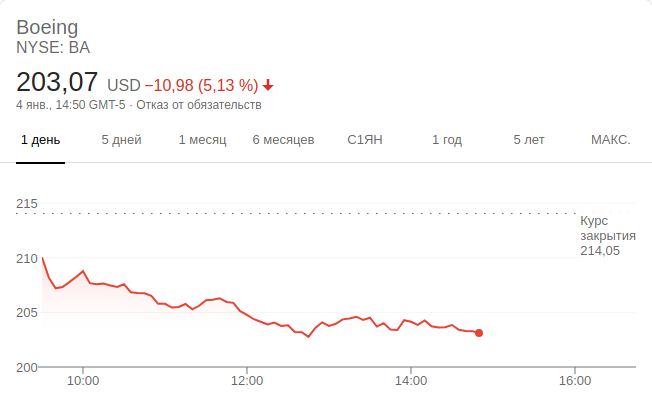 Boeing
NYSE: BA
203,07 USD −10,98 (5,13 %)
4 янв., 14:50 GMT-5 · Отказ от обязательств
1 день 5 дней 1 месяц 6 месяцев С1ЯН 1 год 5 лет МАКС.
215
Курс
закрытия
214,05
210
205
200
10:00 12:00 14:00 16:00